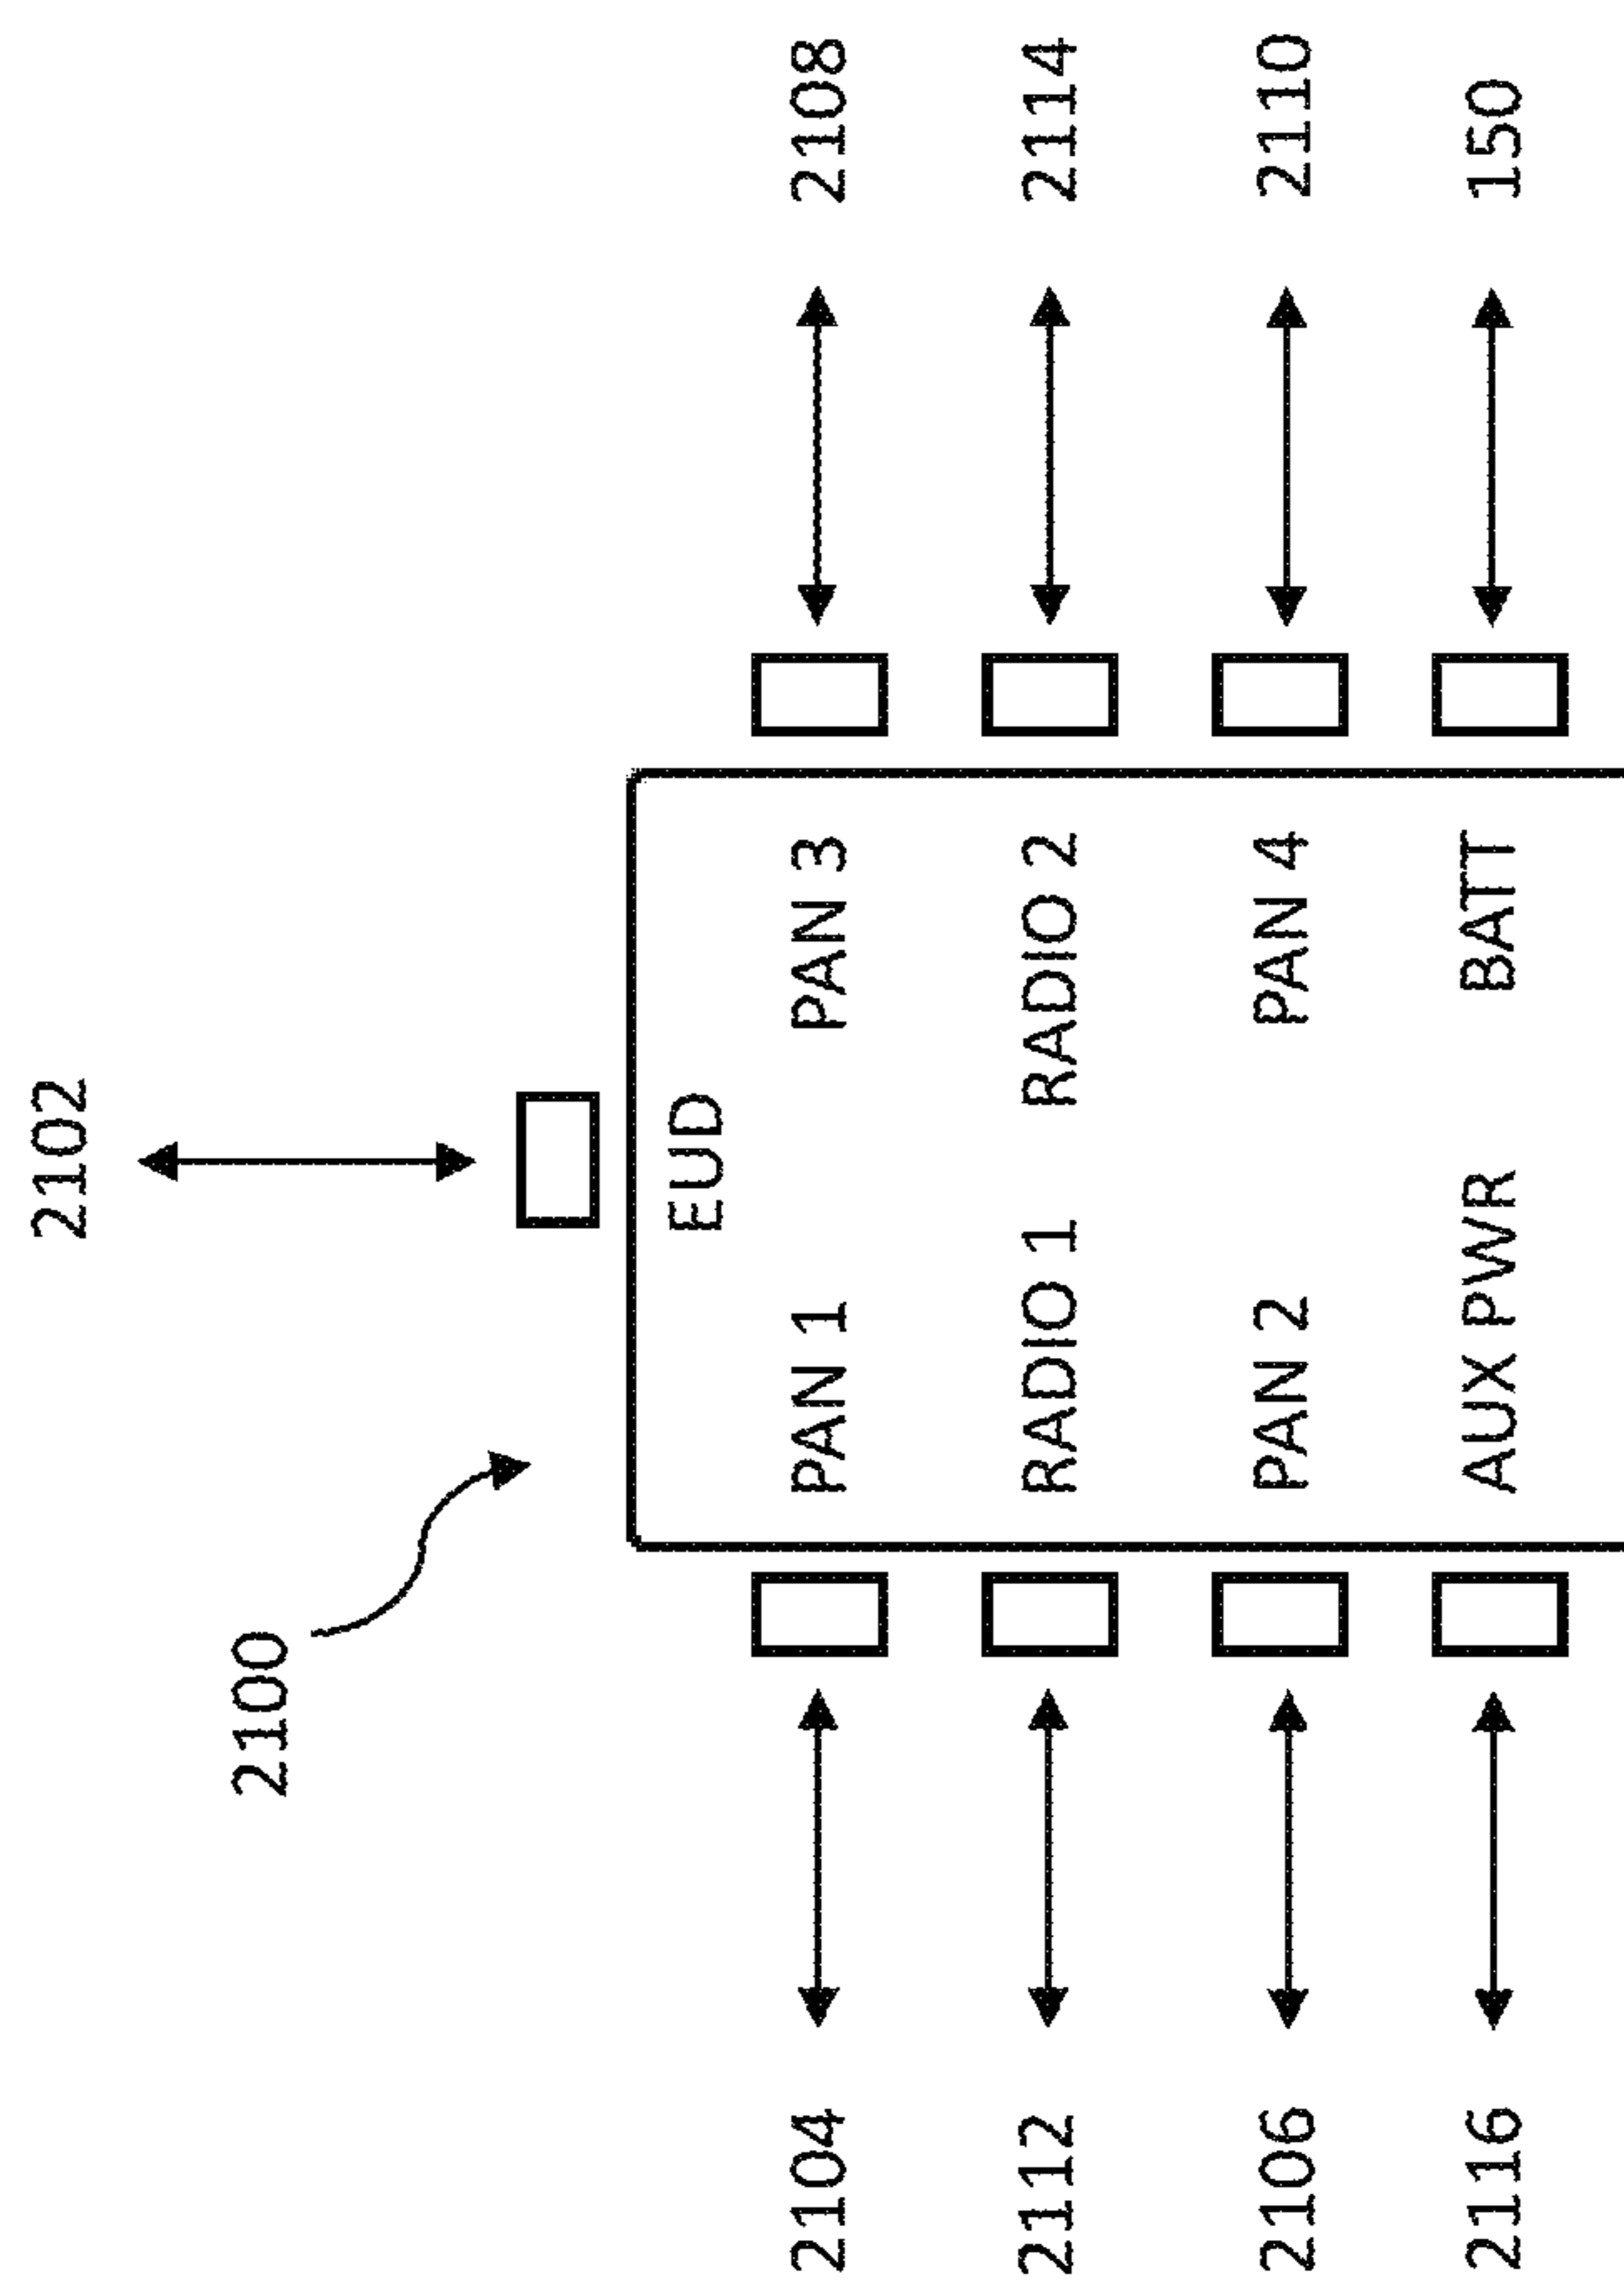 2102
2100
EUD
2104 PAN 1 PAN 3 2108
2112 RADIO 1 RADIO 2 2114
2106 PAN 2 PAN 4 2110
2116 AUX PWR BATT 150